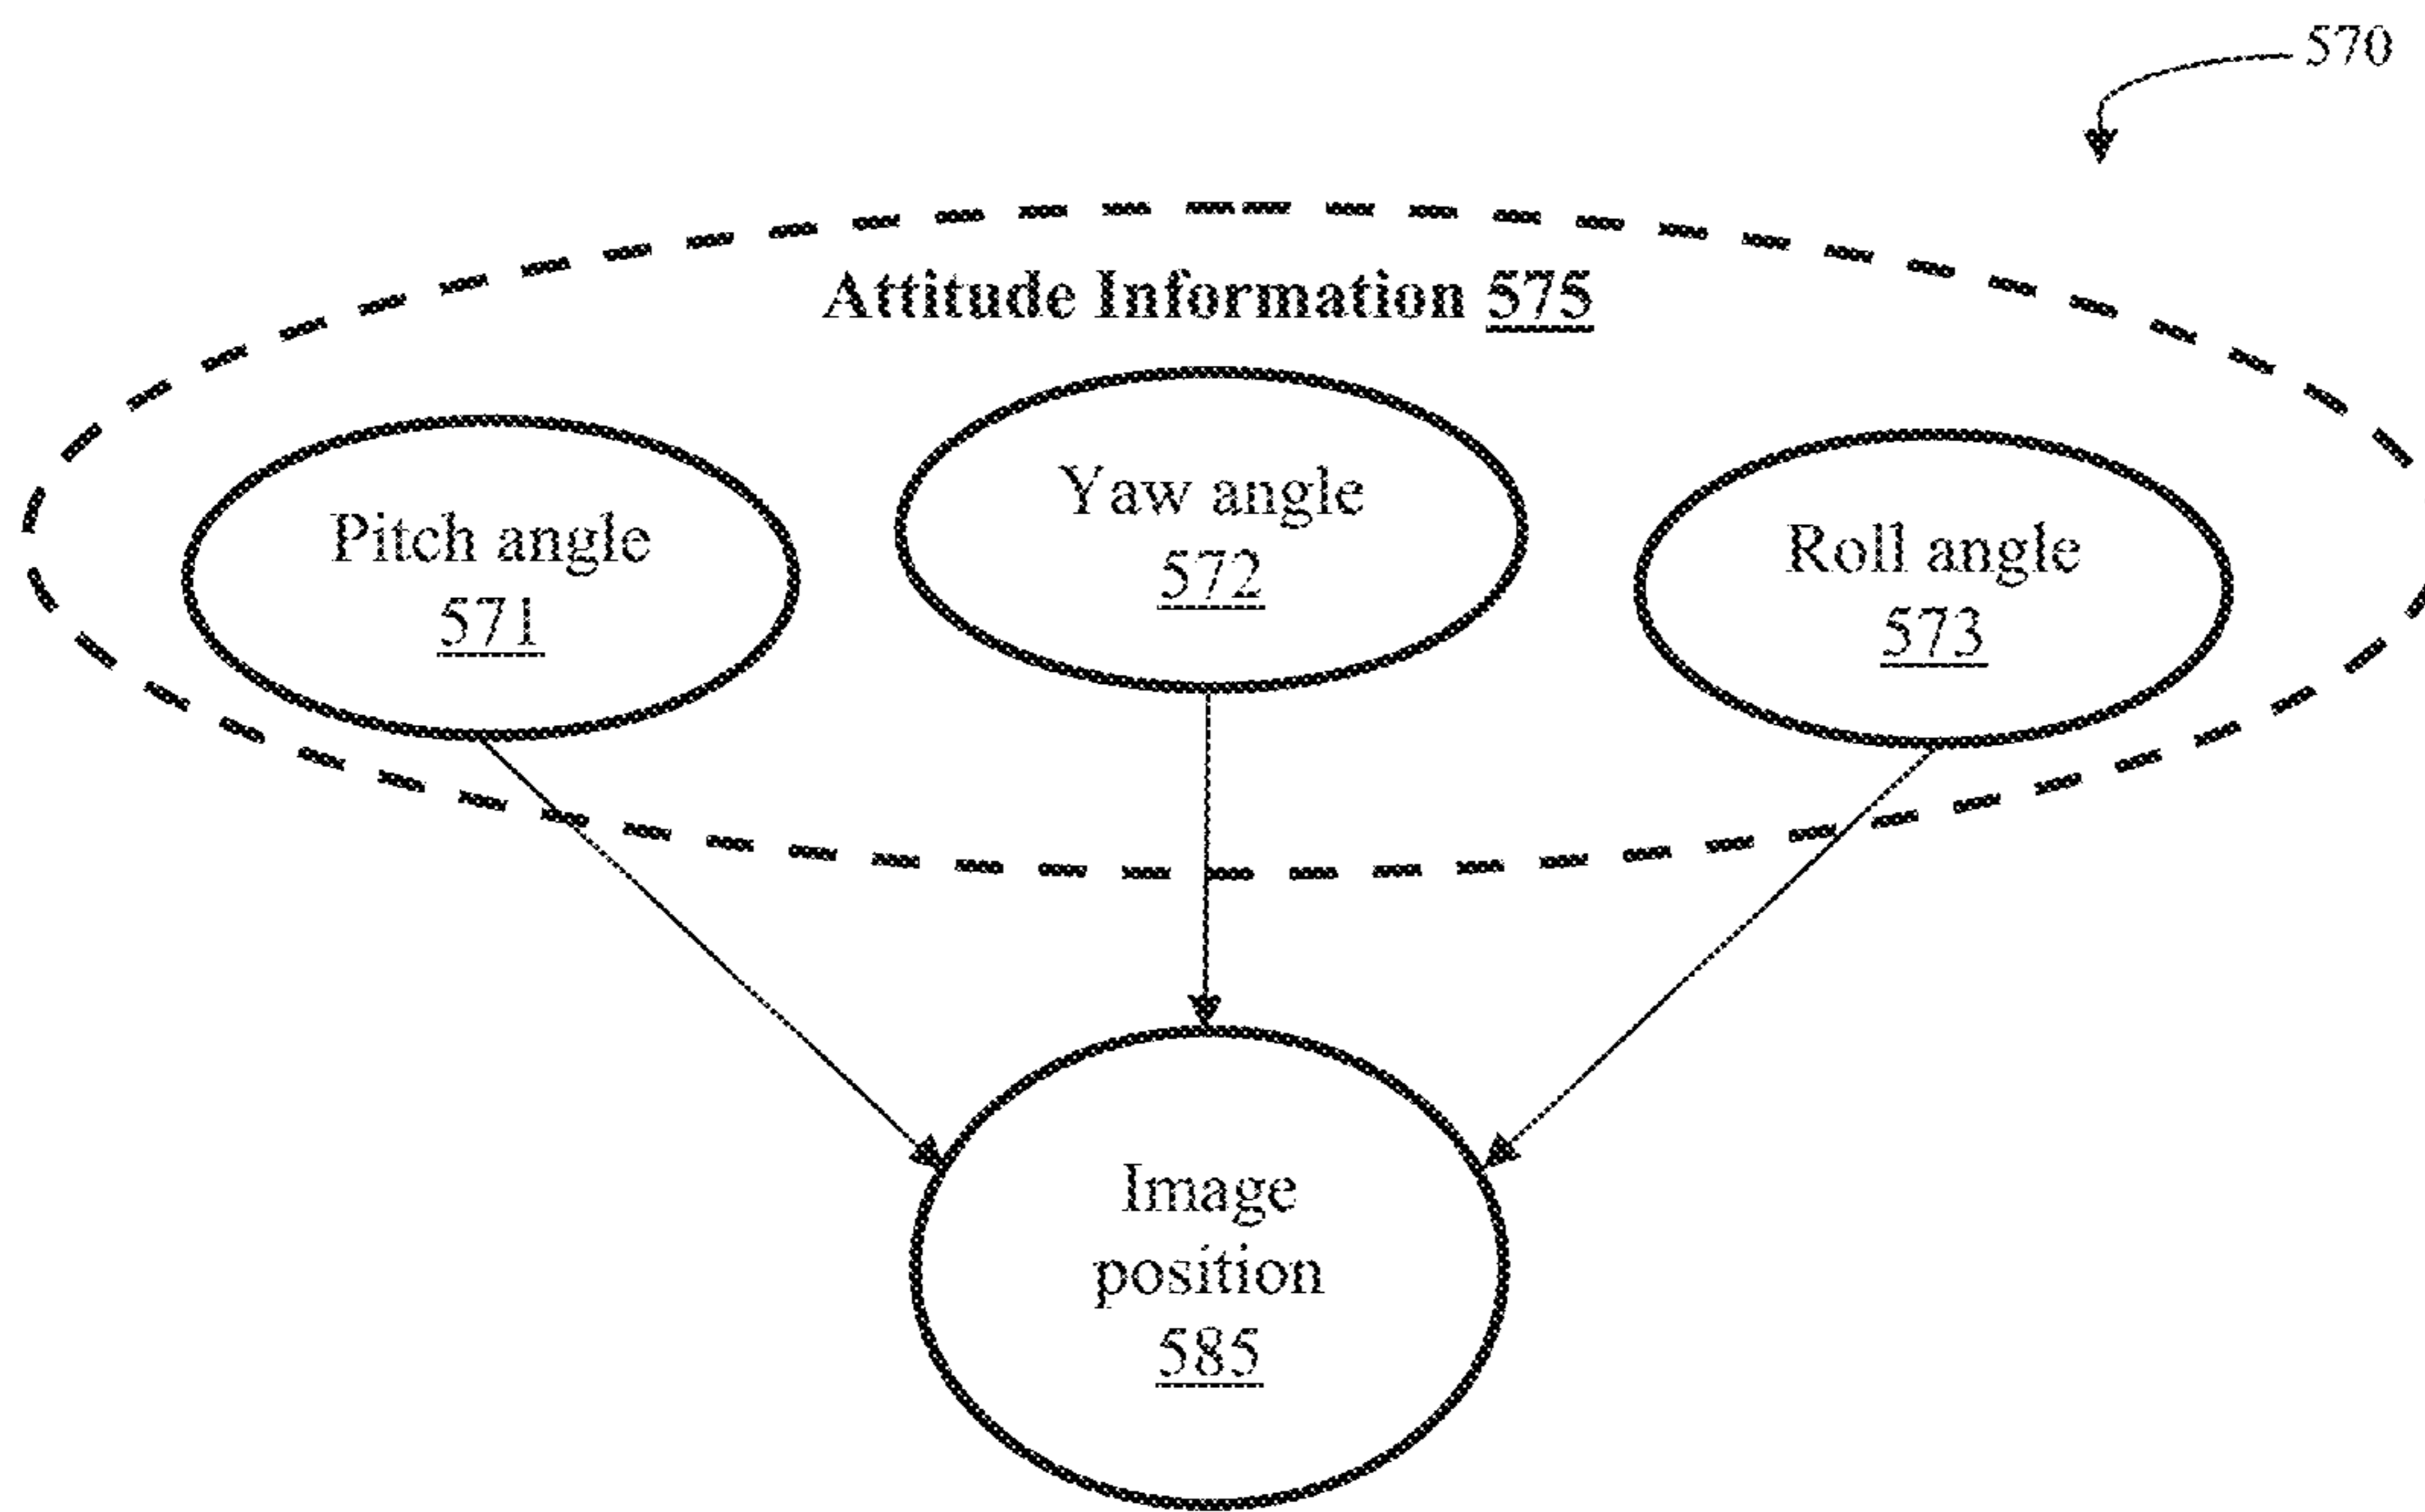 570
Attitude Information 575
Yaw angle
572
Pitch angle
571
Roll angle
573
Image
position
585